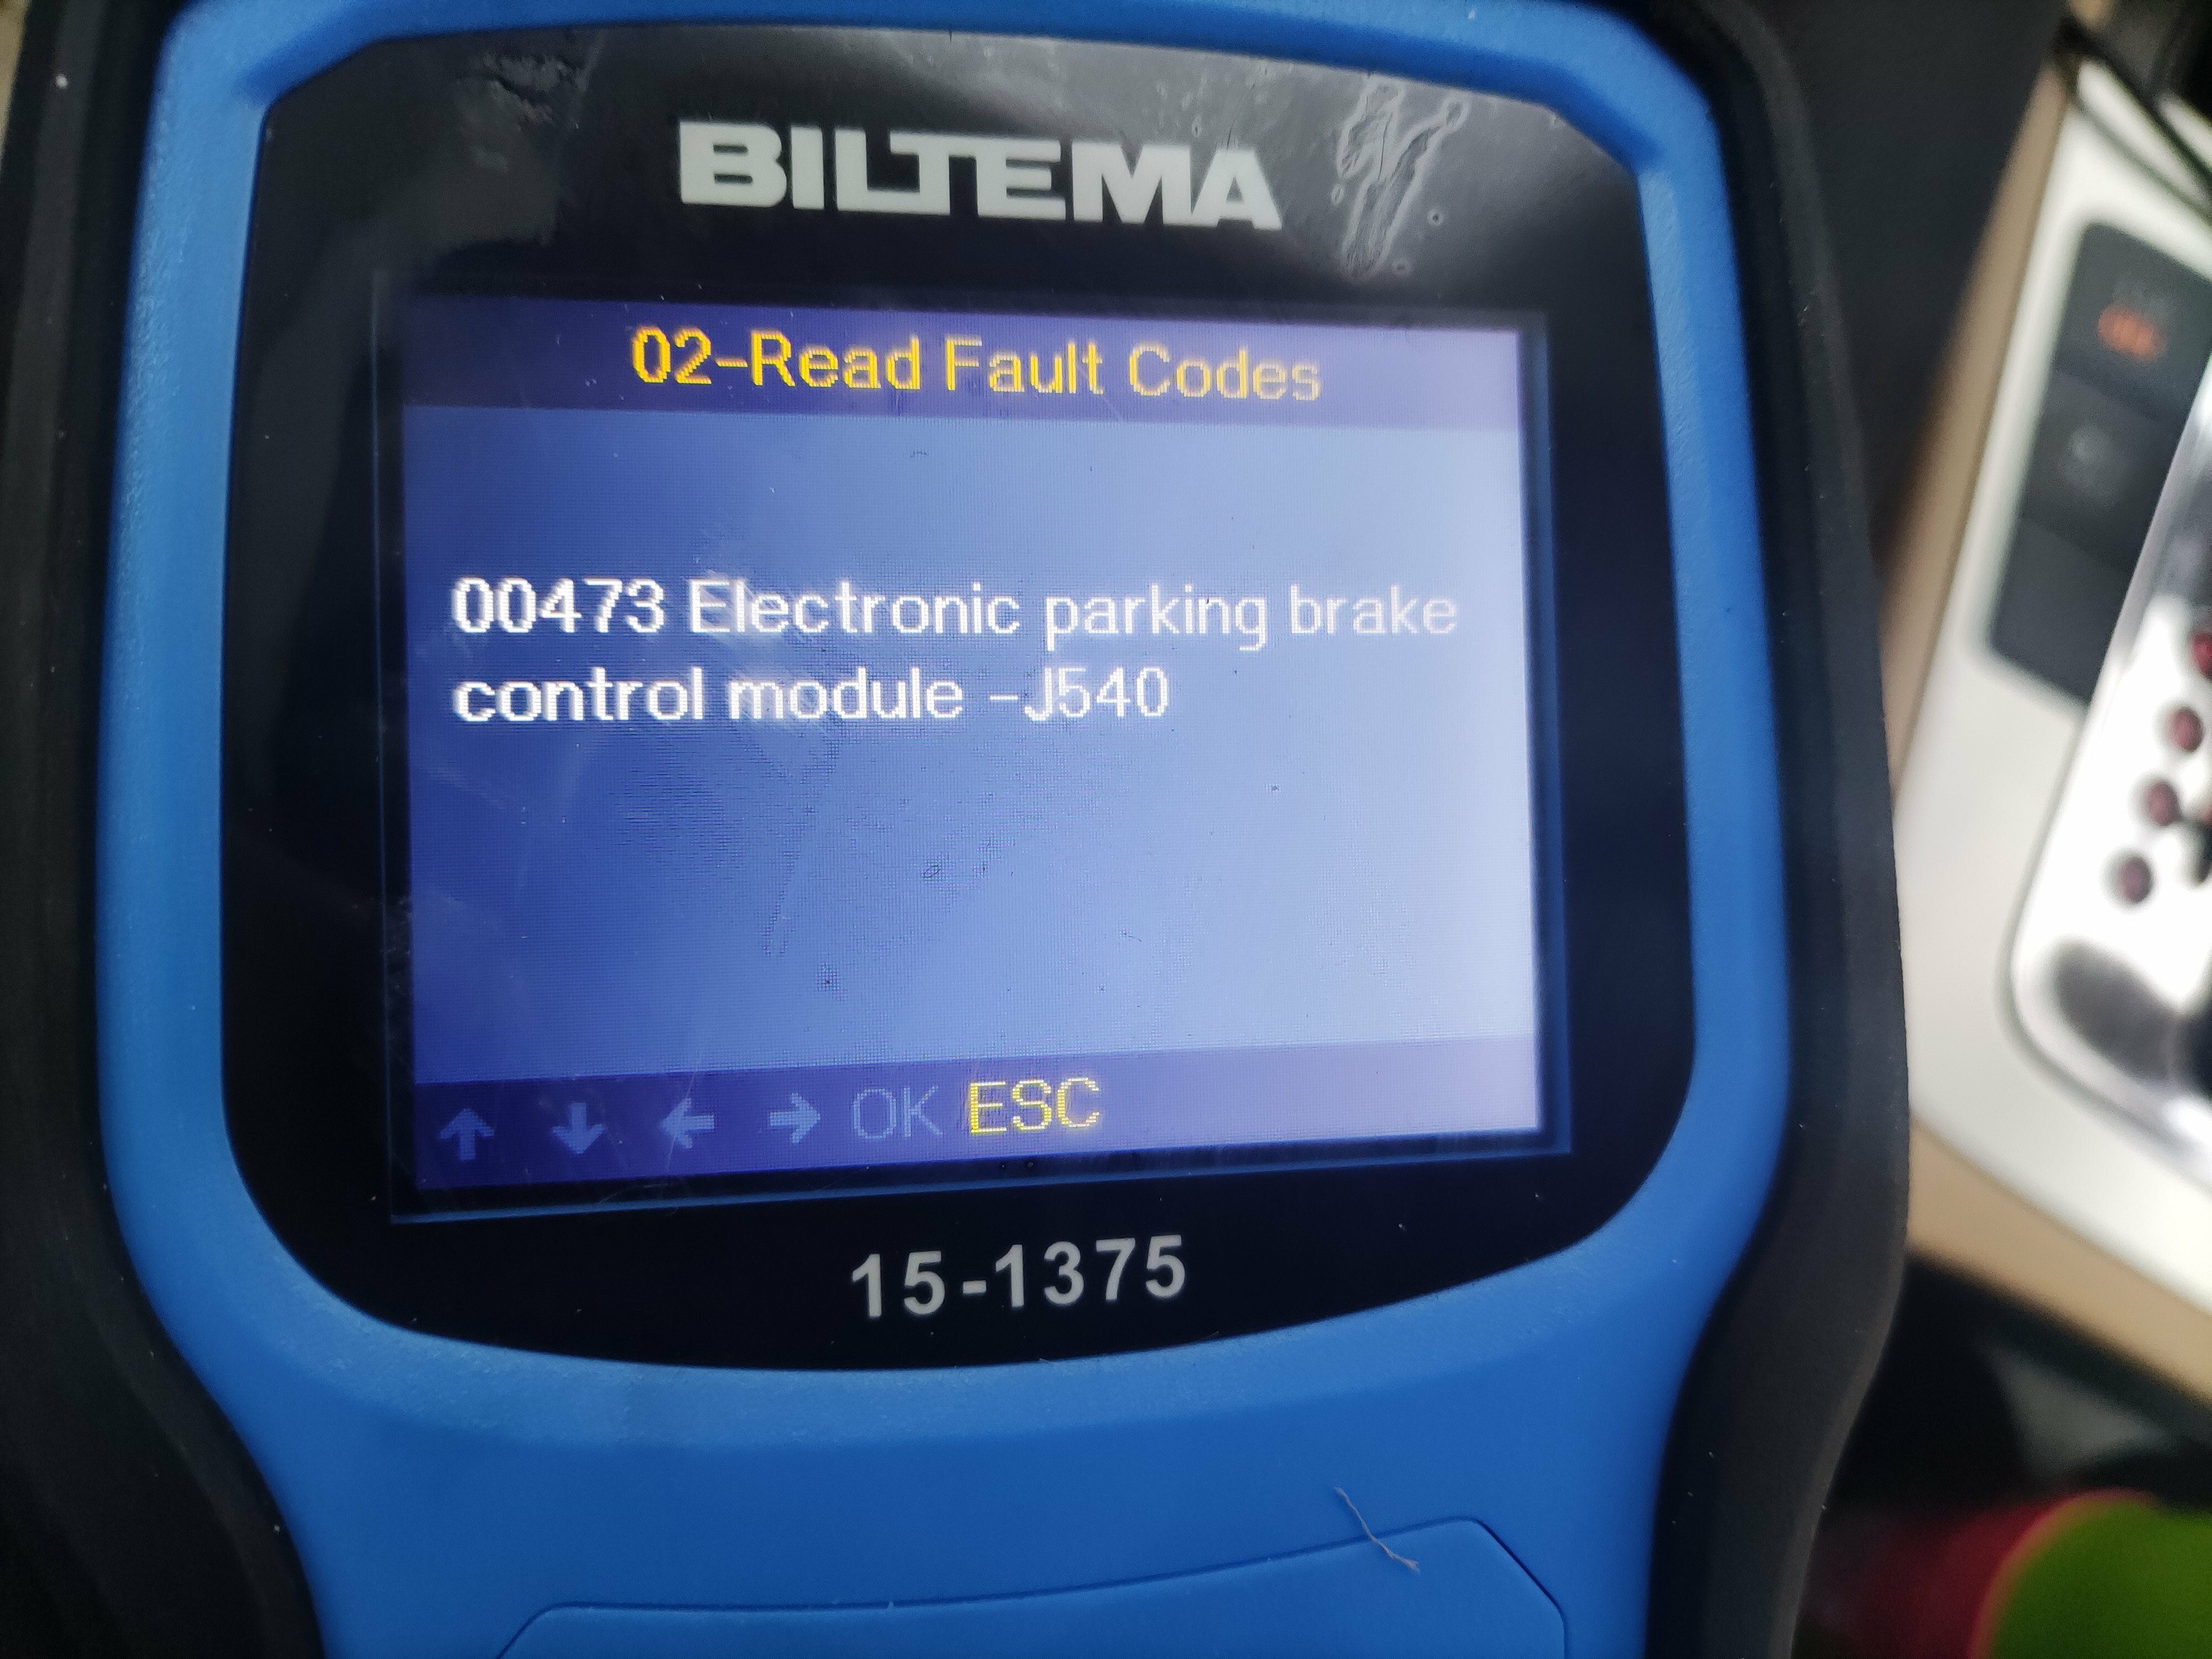 BILTEMA
02-Read Fault Codes
00473 Electronic parking brake
control module -J540
OK ESC
15-1375